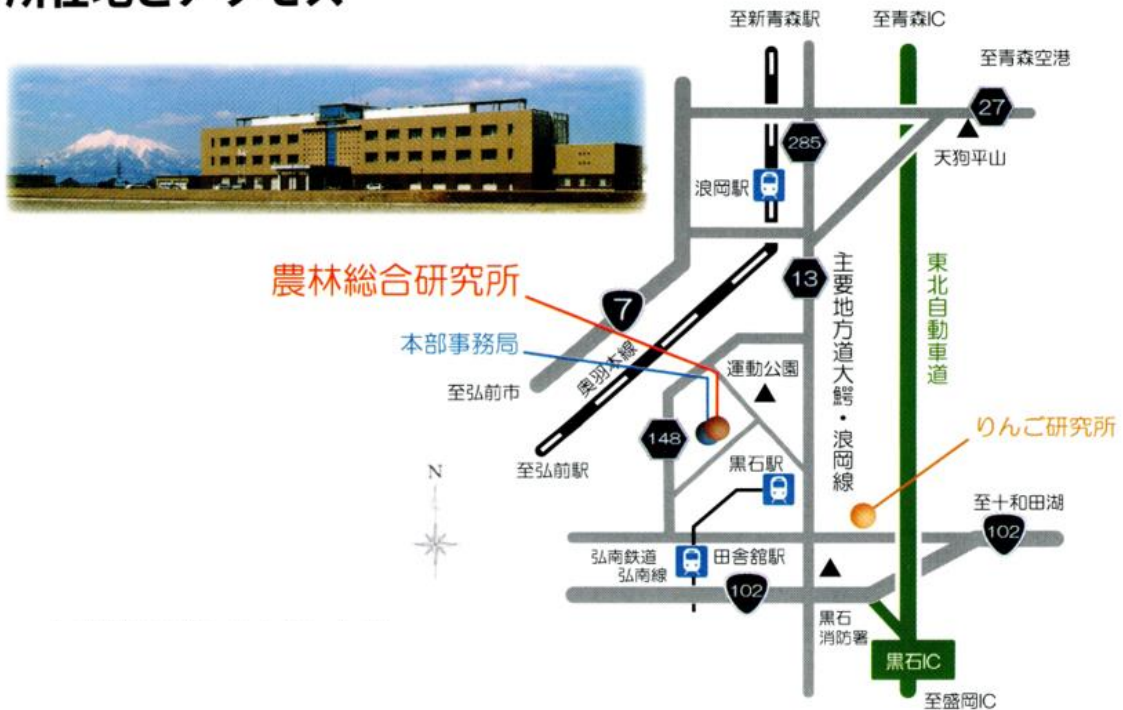 所在地とアクセス
至新青森駅
至青森IC
至青森空港
27
285
天狗平山
浪岡駅
農林総合研究所
7
13
主要地方道大鰐・浪岡線
東北自動車道
本部事務局
奥羽本線
運動公園
至弘前市
りんご研究所
148
至弘前駅
黒石駅
N
至十和田湖
102
弘南鉄道
弘南線
田舎館駅
102
黒石
消防署
黒石IC
至盛岡IC